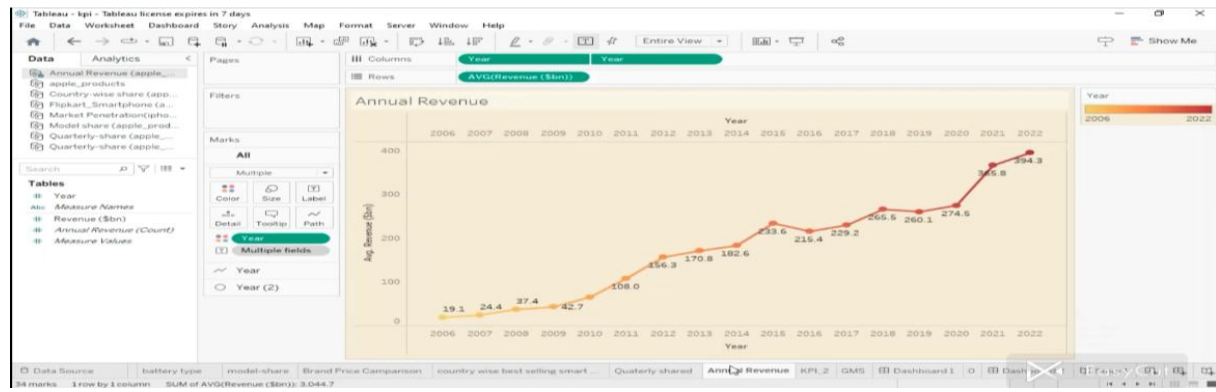 Tableau - kpi - Tableau license expires in 7 days
File Data Worksheet Dashboard Story Analysis Map Format Server Window Help
Entire View
Show Me
Data Analytics
Annual Revenue (apple_...
apple_products
Country-wise share (app...
Flipkart_Smartphone (a...
Market Penetration(ipho...
Model share (apple_prod...
Quarterly-share (apple_...
Quarterly-share (apple_...
Search
Tables
Year
Abc Measure Names
Revenue ($bn)
Annual Revenue (Count)
Measure Values
Pages
Filters
Marks
All
Multiple
Color Size Label
Detail Tooltip Path
Year
Multiple fields
Year
Year (2)
Columns Year Year
Rows AVG(Revenue ($bn))
Annual Revenue
Year
2006 2007 2008 2009 2010 2011 2012 2013 2014 2015 2016 2017 2018 2019 2020 2021 2022
400
300
200
100
0
Avg. Revenue ($bn)
19.1 24.4 37.4 42.7 108.0 156.3 170.8 182.6 233.6 215.4 229.2 265.5 260.1 274.5 365.8 394.3
2006 2007 2008 2009 2010 2011 2012 2013 2014 2015 2016 2017 2018 2019 2020 2021 2022
Year
Year
2006 2022
Data Source battery type model-share Brand Price Camparison country wise best selling smart... Quaterly shared Annual Revenue KPI_2 GMS Dashboard 1 0
34 marks 1 row by 1 column SUM of AVG(Revenue ($bn)): 3,044.7